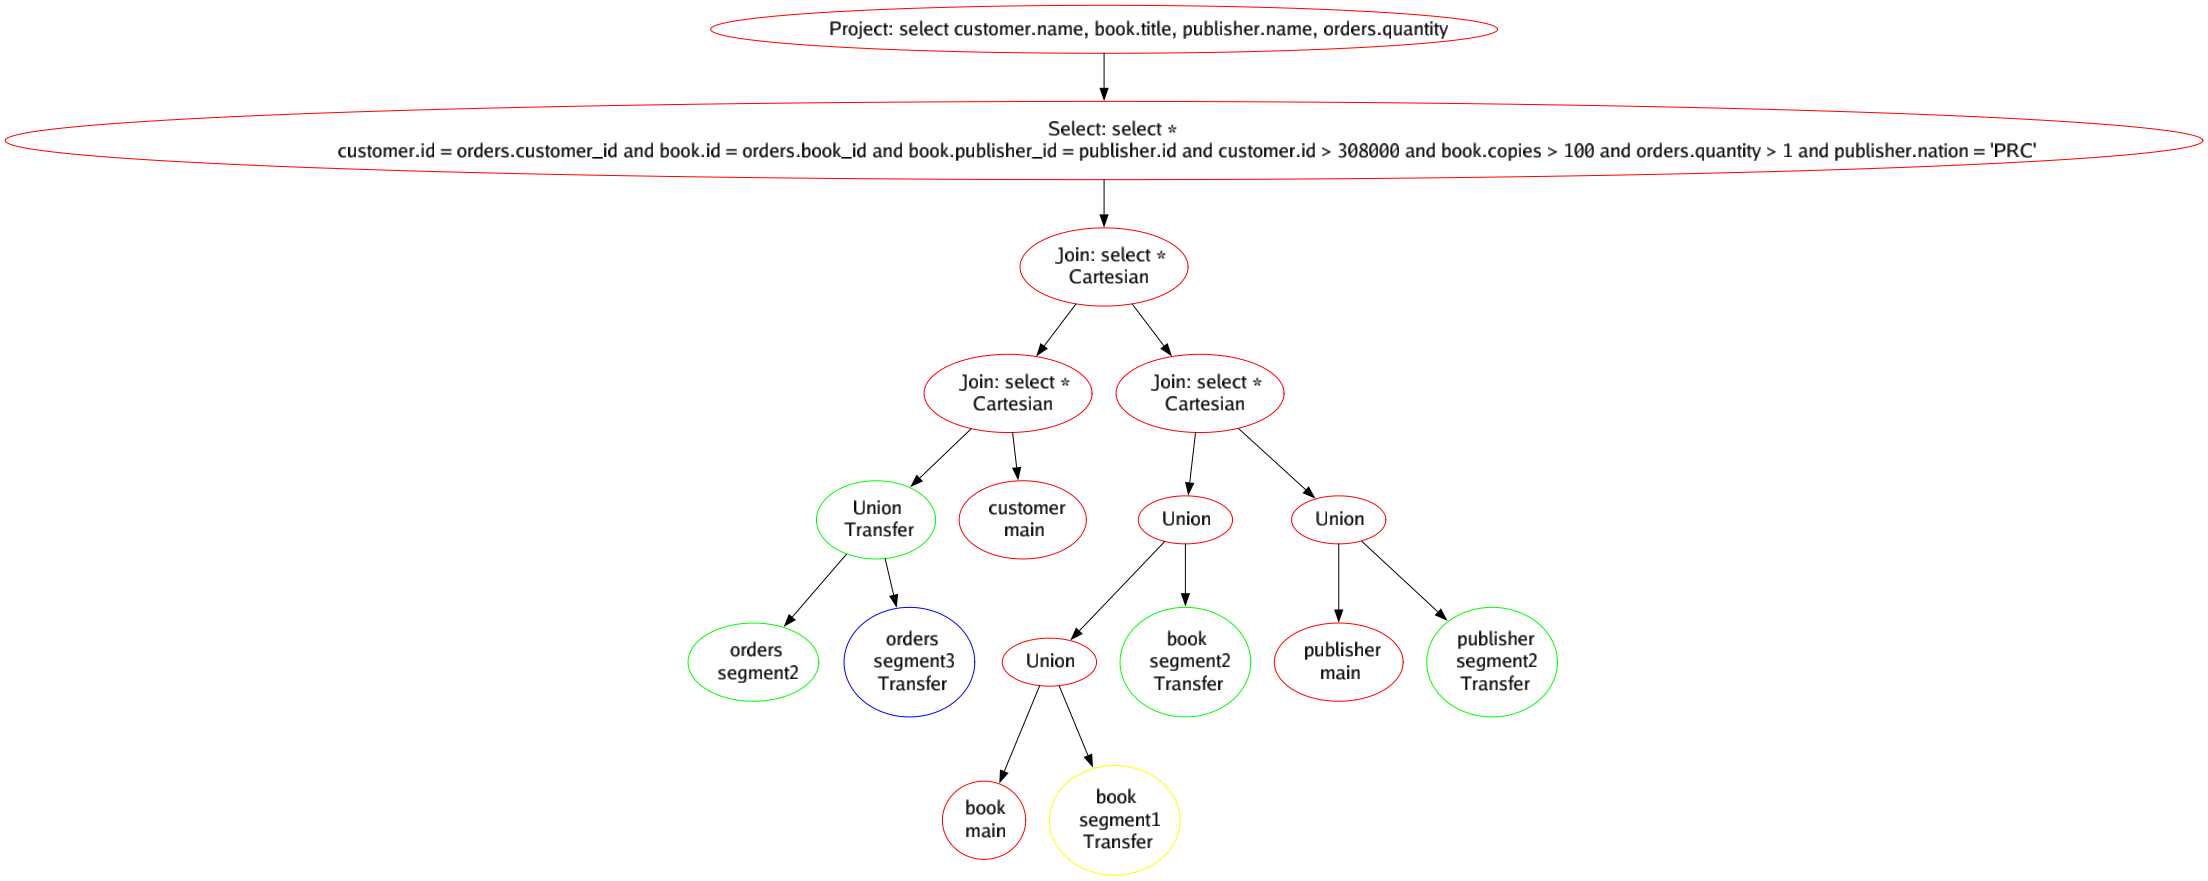 Project: select customer.name, book.title, publisher.name, orders.quantity
Select: select *
customer.id = orders.customer_id and book.id = orders.book_id and book.publisher_id = publisher.id and customer.id > 308000 and book.copies > 100 and orders.quantity > 1 and publisher.nation = 'PRC'
Join: select *
Cartesian
Join: select *
Cartesian
Join: select *
Cartesian
Union
Transfer
customer
main
Union
Union
orders
segment2
orders
segment3
Transfer
Union
book
segment2
Transfer
publisher
main
publisher
segment2
Transfer
book
main
book
segment1
Transfer